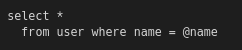 select *
  from user where name = @name